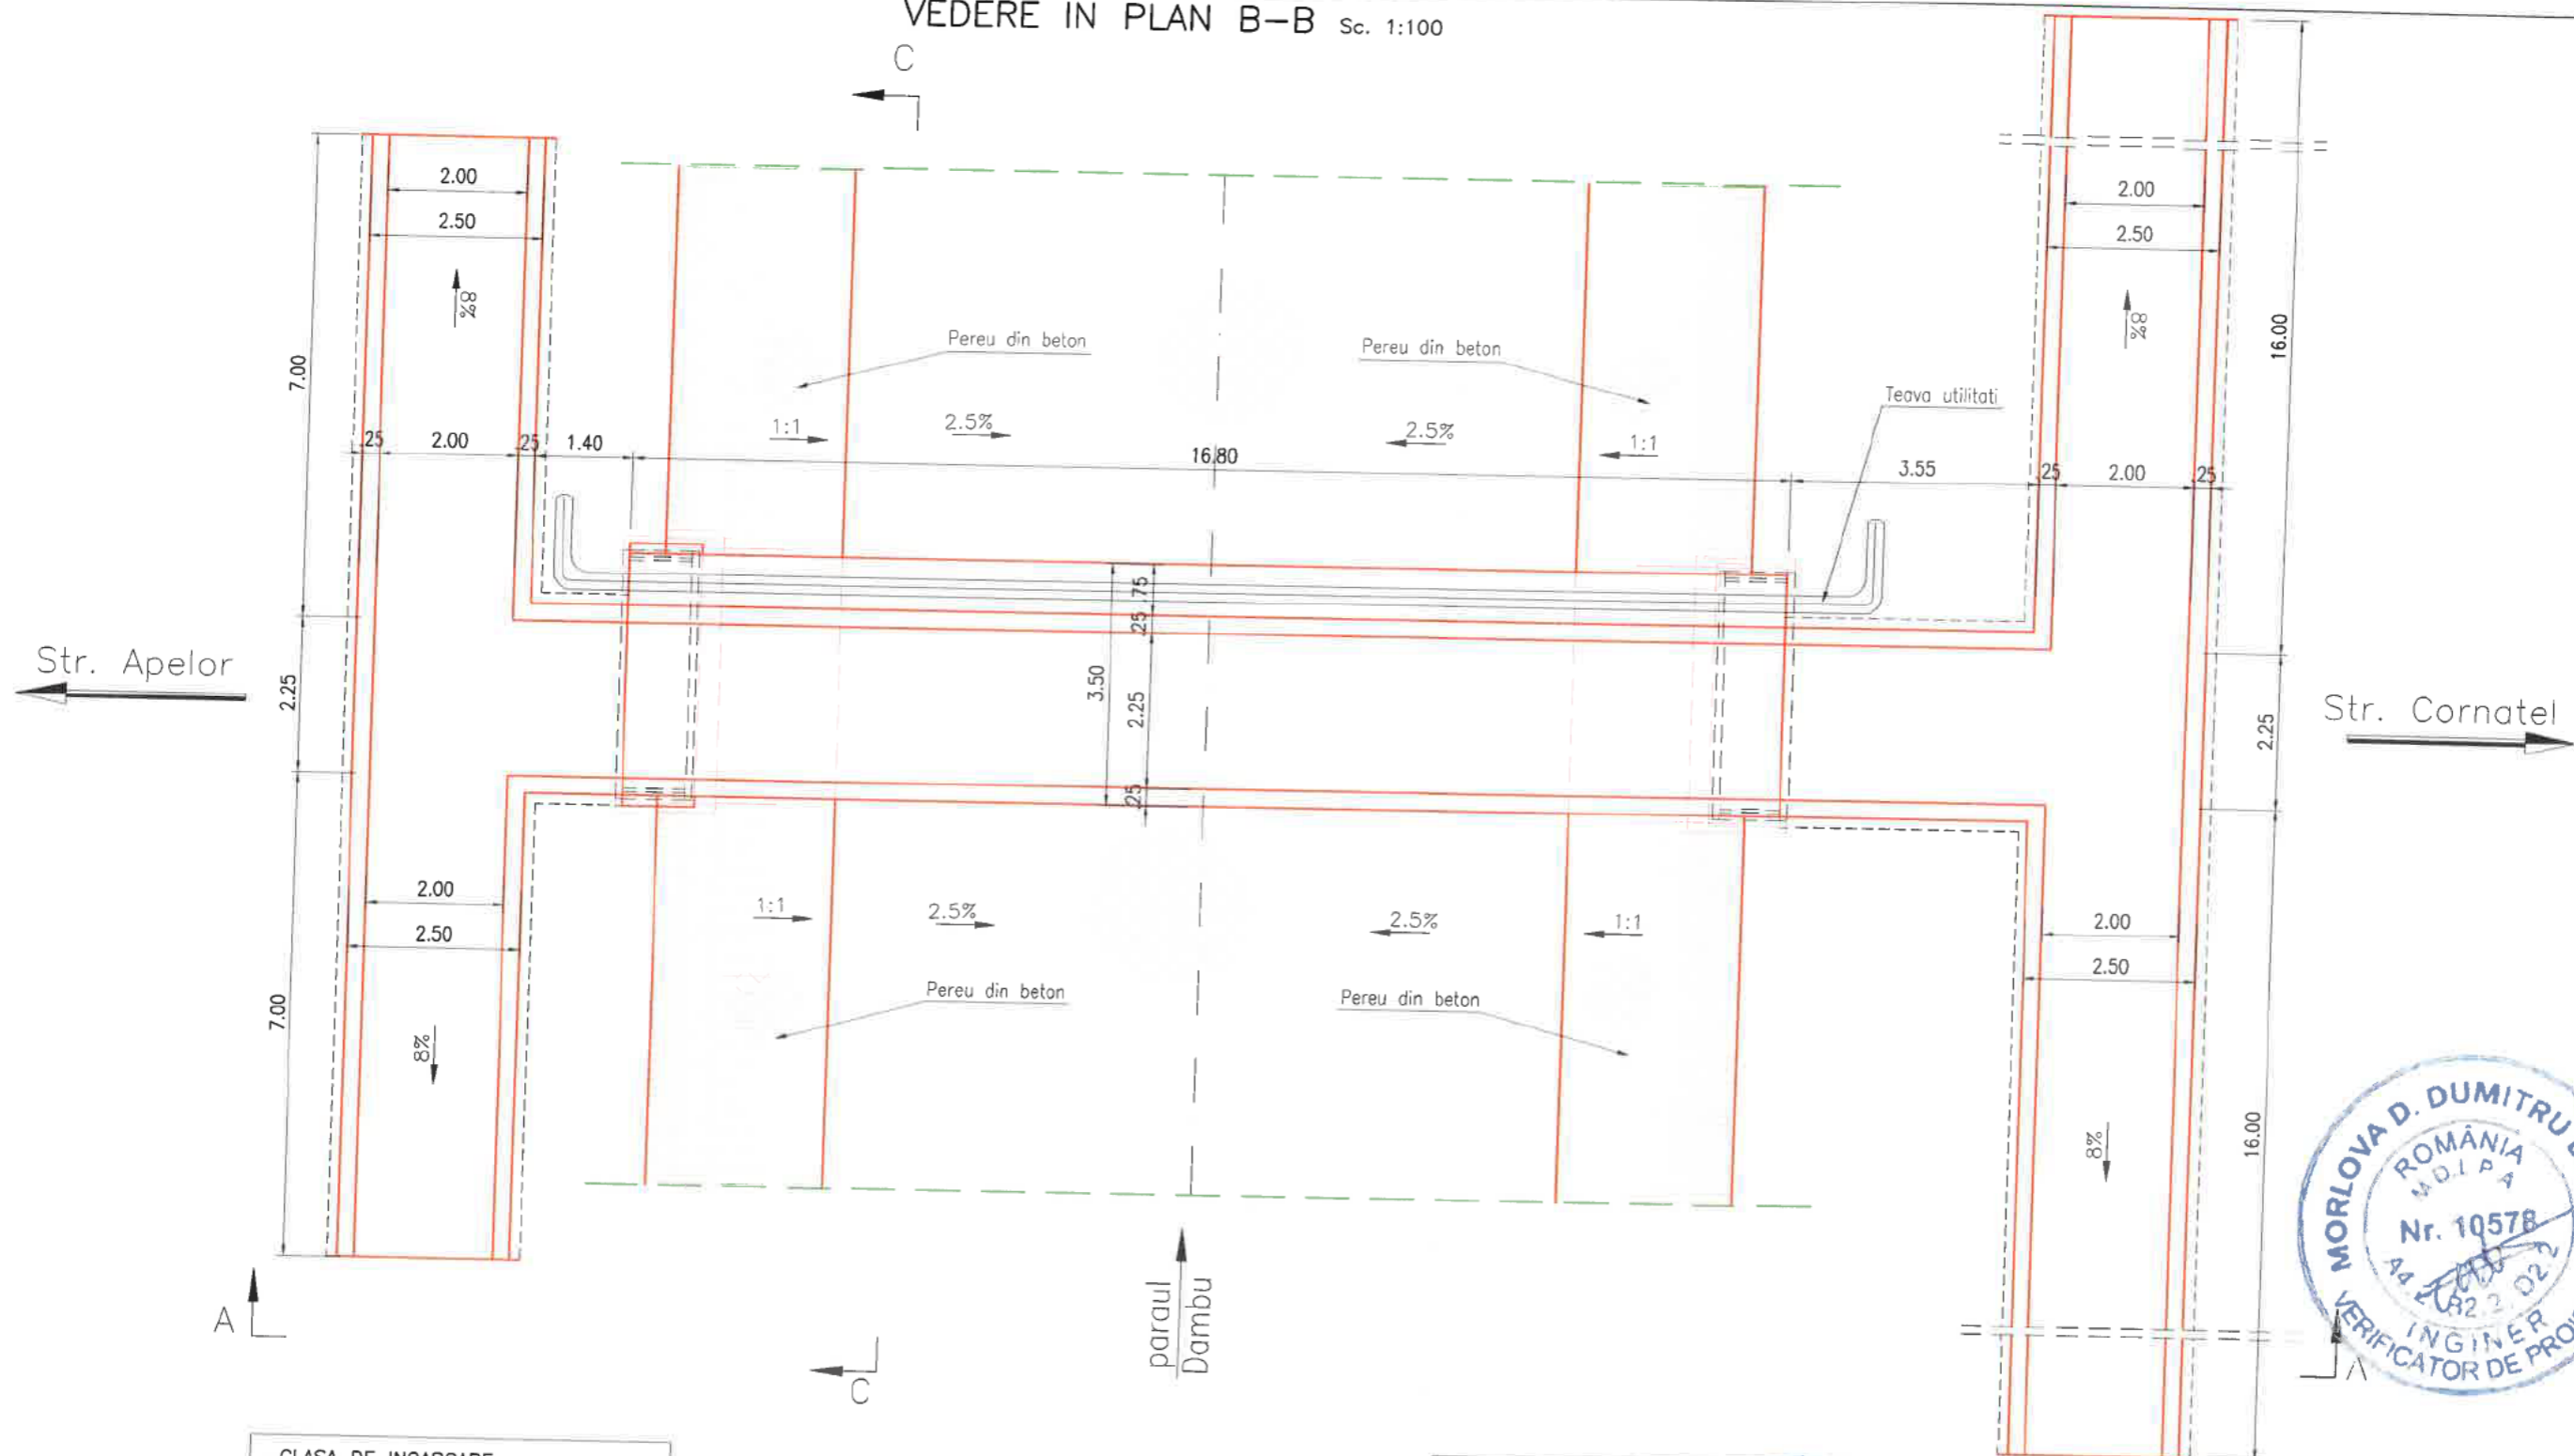 VEDERE IN PLAN B-B Sc. 1:100
C
2.00
2.50
8%
7.00
2.00
2.50
8%
16.00
Pereu din beton
Pereu din beton
Teava utilitati
1:1
2.5%
2.5%
1:1
25
2.00
25
1.40
16.80
3.55
25
2.00
25
75
25
3.50
2.25
25
Str. Apelor
2.25
Str. Cornatel
2.25
2.00
2.50
1:1
2.5%
2.5%
1:1
2.00
2.50
Pereu din beton
Pereu din beton
7.00
8%
8%
16.00
A
C
paraul
Dambu
A
MORLOVA D. DUMITRU
ROMÂNIA
M D.L P A
Nr. 10578
INGINER
VERIFICATOR DE
CLASA DE INCARCARE